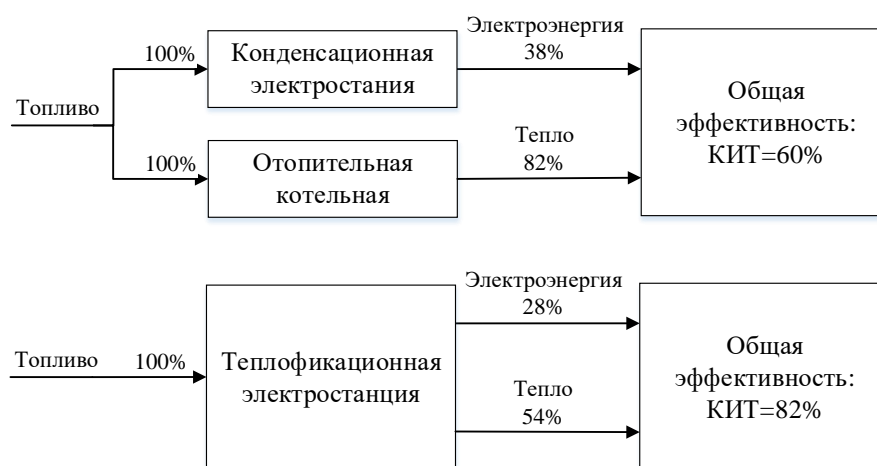 Электроэнергия
38%
100%
Конденсационная
электростания
Топливо
Общая
эффективность:
КИТ=60%
Тепло
82%
100%
Отопительная
котельная
Электроэнергия
28%
Топливо 100%
Теплофикационная
электростанция
Общая
эффективность:
КИТ=82%
Тепло
54%